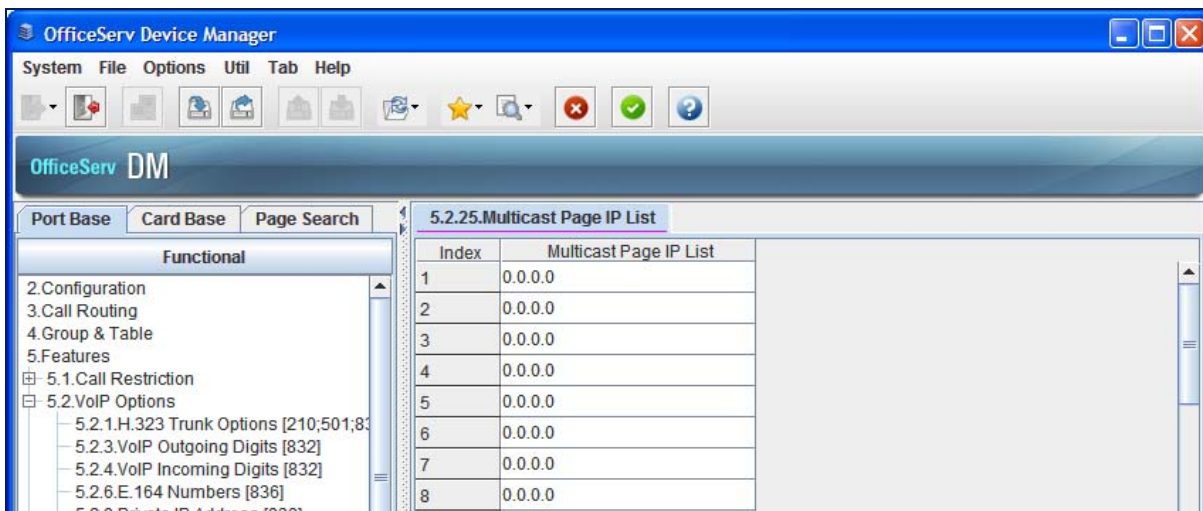 OfficeServ Device Manager
System File Options Util Tab Help
OfficeServ DM
Port Base Card Base Page Search
Functional
2.Configuration
3.Call Routing
4.Group & Table
5.Features
5.1.Call Restriction
5.2.VoIP Options
5.2.1.H.323 Trunk Options [210;501;83
5.2.3.VoIP Outgoing Digits [832]
5.2.4.VoIP Incoming Digits [832]
5.2.6.E.164 Numbers [836]
5.2.25.Multicast Page IP List
Index Multicast Page IP List
1 0.0.0.0
2 0.0.0.0
3 0.0.0.0
4 0.0.0.0
5 0.0.0.0
6 0.0.0.0
7 0.0.0.0
8 0.0.0.0